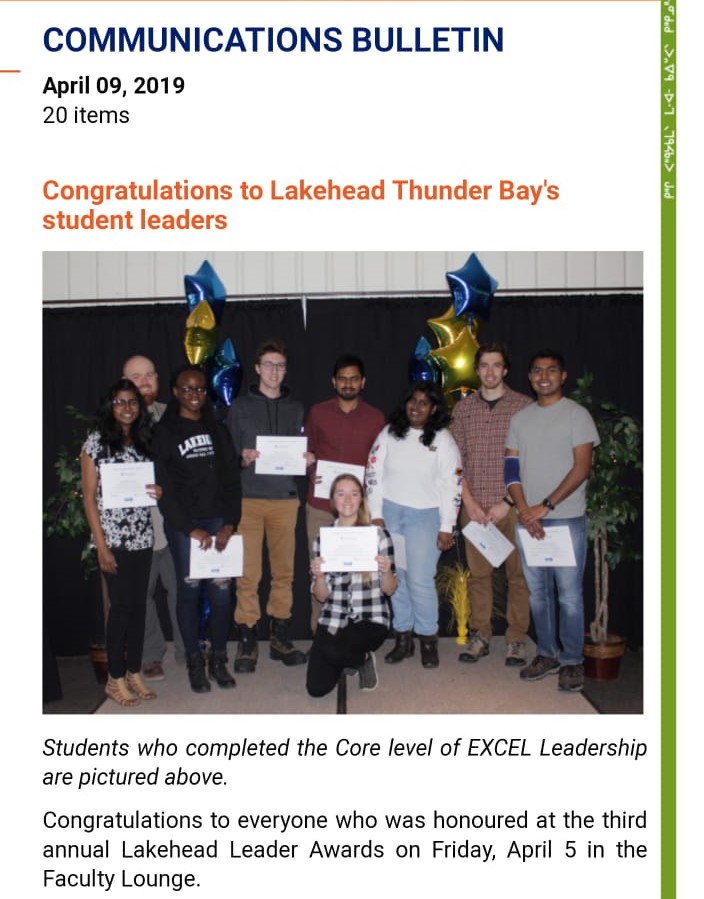 COMMUNICATIONS BULLETIN
April 09, 2019
20 items
Congratulations to Lakehead Thunder Bay's
student leaders
LAKEHEAD
Students who completed the Core level of EXCEL Leadership
are pictured above.
Congratulations to everyone who was honoured at the third
annual Lakehead Leader Awards on Friday, April 5 in the
Faculty Lounge.